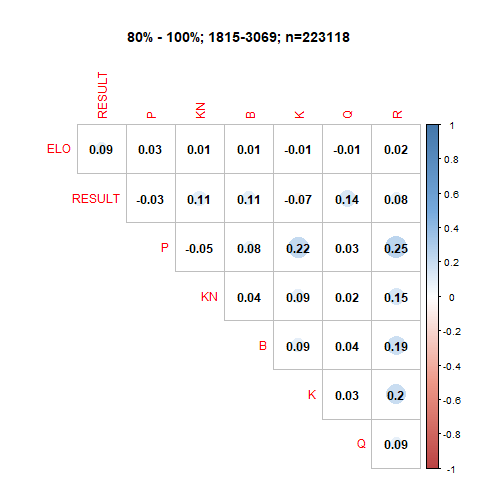 80% - 100%; 1815-3069; n=223118
RESULT P KN B K Q R
ELO 0.09 0.03 0.01 0.01 -0.01 -0.01 0.02
RESULT -0.03 0.11 0.11 -0.07 0.14 0.08
P -0.05 0.08 0.22 0.03 0.25
KN 0.04 0.09 0.02 0.15
B 0.09 0.04 0.19
K 0.03 0.2
Q 0.09
1
0.8
0.6
0.4
0.2
0
-0.2
-0.4
-0.6
-0.8
-1